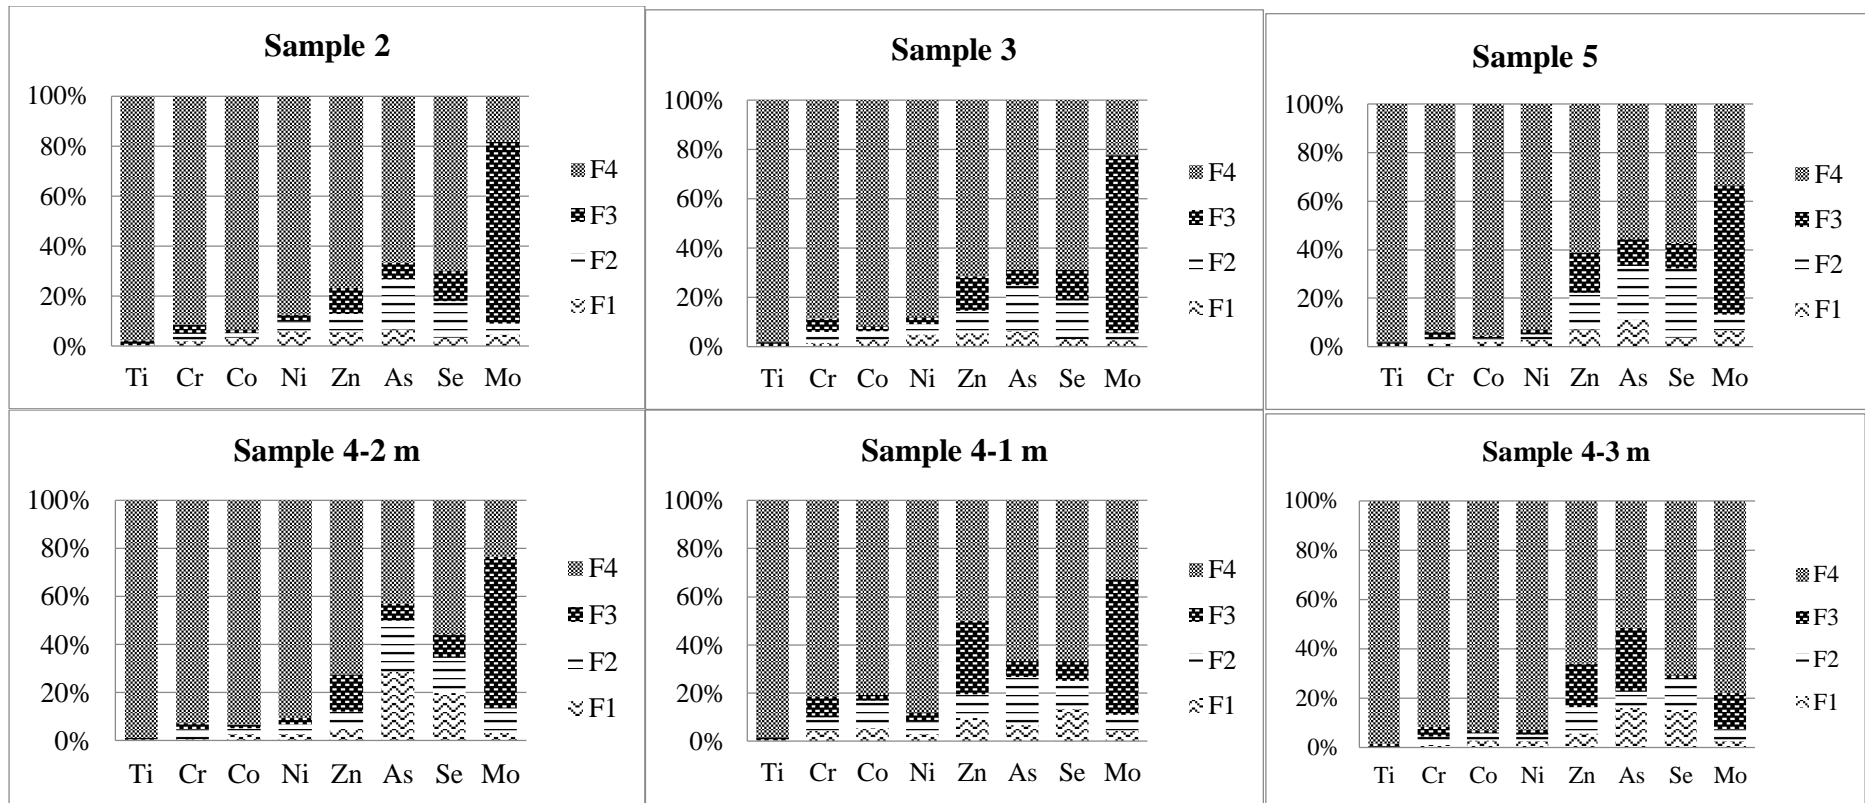 Sample 2
100%
80%
60%
40%
20%
0%
Ti Cr Co Ni Zn As Se Mo
F4
F3
F2
F1
Sample 3
100%
80%
60%
40%
20%
0%
Ti Cr Co Ni Zn As Se Mo
F4
F3
F2
F1
Sample 5
100%
80%
60%
40%
20%
0%
Ti Cr Co Ni Zn As Se Mo
F4
F3
F2
F1
Sample 4-2 m
100%
80%
60%
40%
20%
0%
Ti Cr Co Ni Zn As Se Mo
F4
F3
F2
F1
Sample 4-1 m
100%
80%
60%
40%
20%
0%
Ti Cr Co Ni Zn As Se Mo
F4
F3
F2
F1
Sample 4-3 m
100%
80%
60%
40%
20%
0%
Ti Cr Co Ni Zn As Se Mo
F4
F3
F2
F1